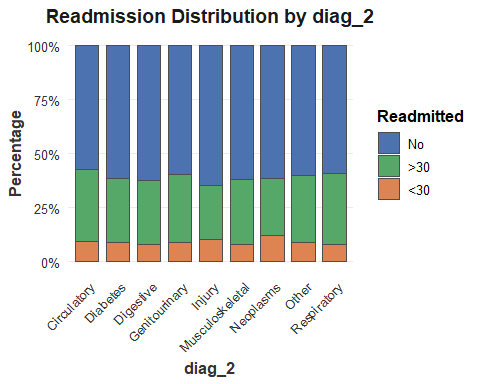 Readmission Distribution by diag_2
100%
75%
50%
25%
0%
Percentage
Circulatory
Diabetes
Digestive
Genitourinary
Injury
Musculoskeletal
Neoplasms
Other
Respiratory
diag_2
Readmitted
No
>30
<30